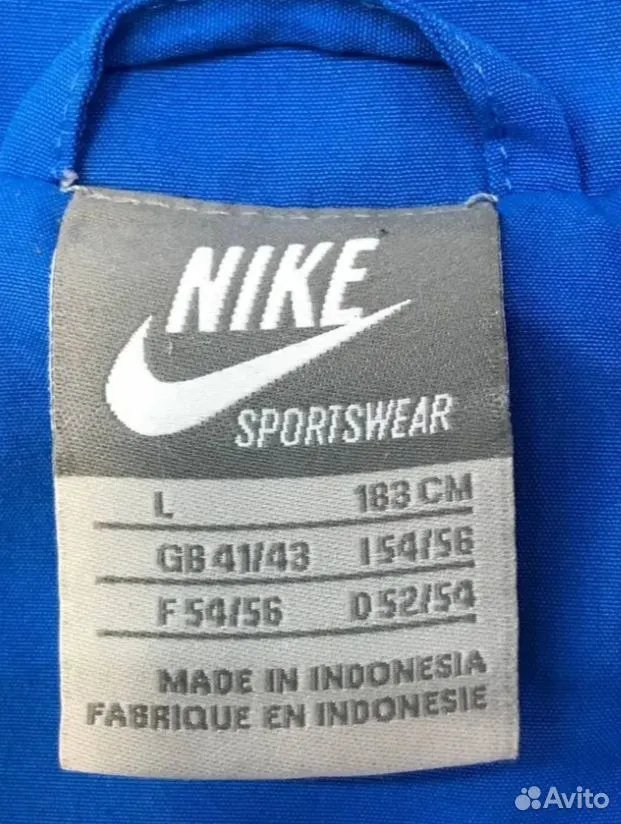 NIKE
SPORTSWEAR
L 183 CM
GB 41/43 I 54/56
F 54/56 D 52/54
MADE IN INDONESIA
FABRIQUE EN INDONESIE
Avito